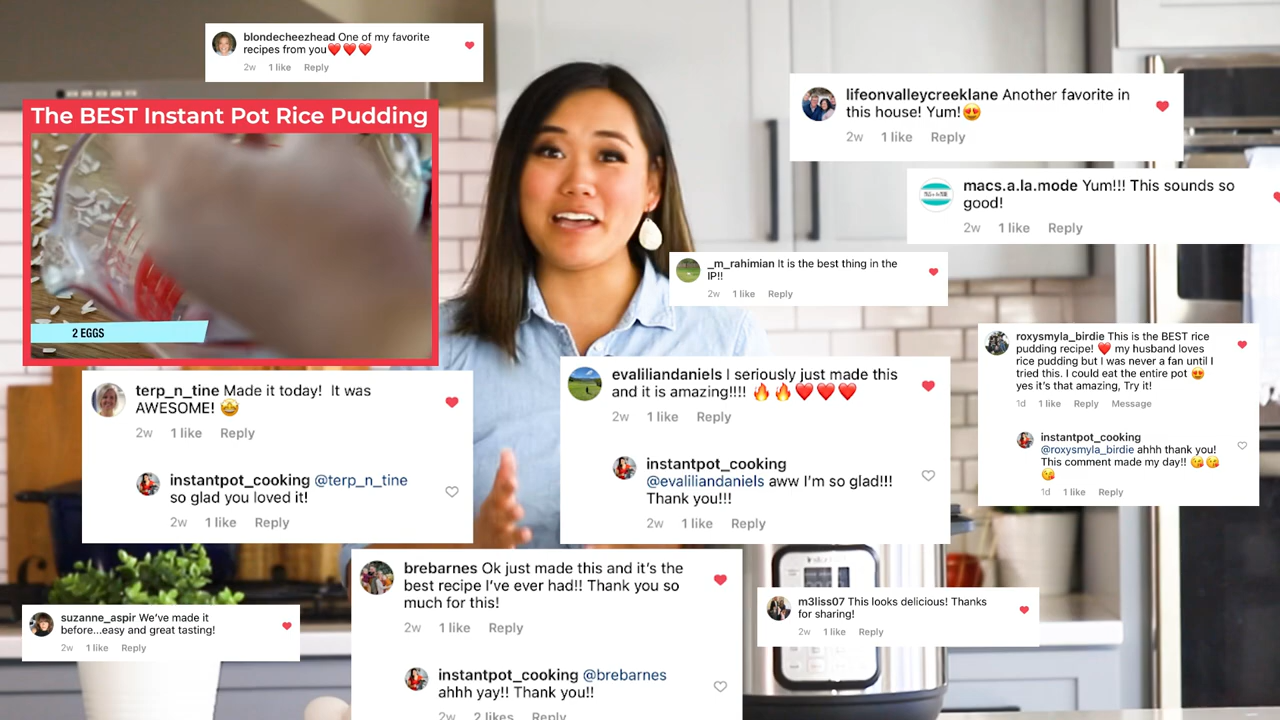 blondecheezhead One of my favorite
recipes from you❤️❤️❤️
2w 1 like Reply
The BEST Instant Pot Rice Pudding
2 EGGS
lifeonvalleycreeklane Another favorite in
this house! Yum!😍
2w 1 like Reply
macs.a.la.mode Yum!!! This sounds so
good!
2w 1 like Reply
_m_rahimian It is the best thing in the
IP!!
2w 1 like Reply
roxysmyla_birdie This is the BEST rice
pudding recipe! ❤️ my husband loves
rice pudding but I was never a fan until I
tried this. I could eat the entire pot 😍
yes it's that amazing, Try it!
1d 1 like Reply Message
instantpot_cooking
@roxysmyla_birdie ahhh thank you!
This comment made my day!! 😘😘
😘
1d 1 like Reply
terp_n_tine Made it today! It was
AWESOME! 🤩
2w 1 like Reply
instantpot_cooking @terp_n_tine
so glad you loved it!
2w 1 like Reply
evaliliandaniels I seriously just made this
and it is amazing!!!! 🔥🔥❤️❤️❤️
2w 1 like Reply
instantpot_cooking
@evaliliandaniels aww I'm so glad!!!
Thank you!!!
2w 1 like Reply
brebarnes Ok just made this and it's the
best recipe I've ever had!! Thank you so
much for this!
2w 1 like Reply
instantpot_cooking @brebarnes
ahhh yay!! Thank you!!
2w 2 likes Reply
suzanne_aspir We've made it
before...easy and great tasting!
2w 1 like Reply
m3liss07 This looks delicious! Thanks
for sharing!
2w 1 like Reply